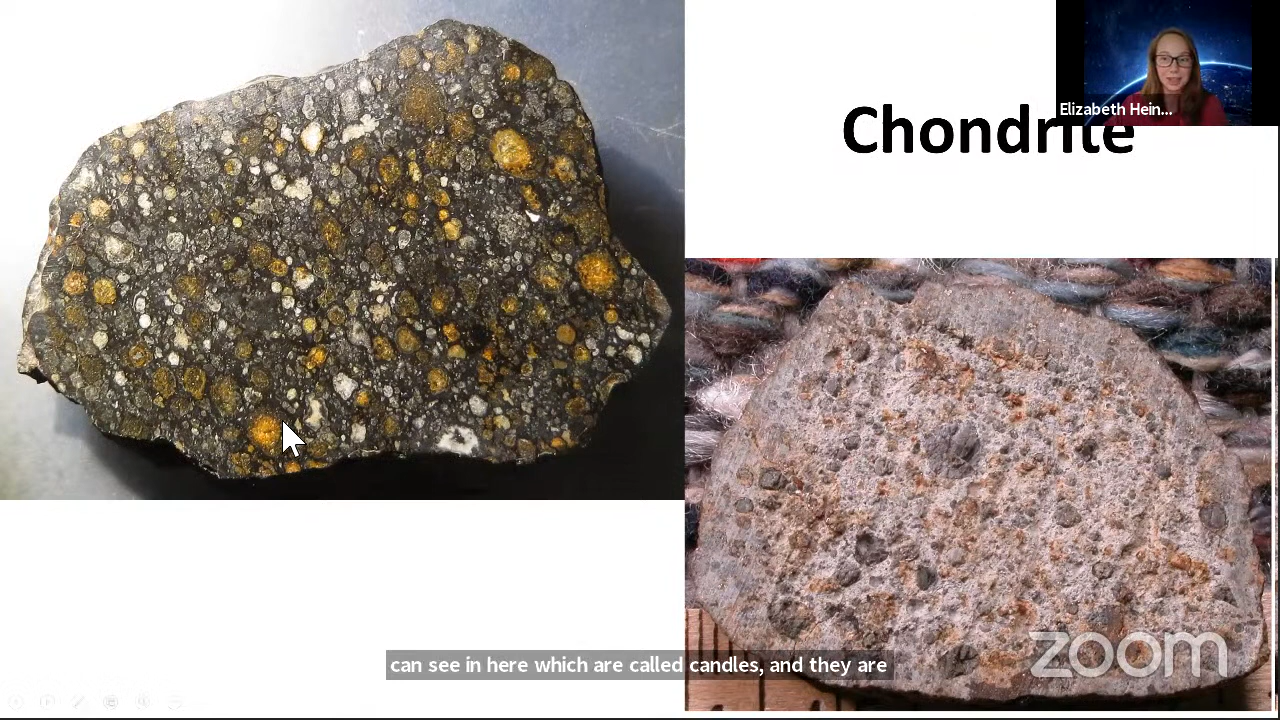 Elizabeth Hein...
Chondrite
can see in here which are called candles, and they are
zoom